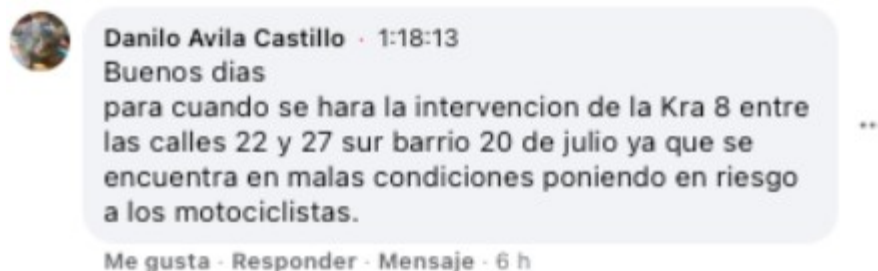 Danilo Avila Castillo · 1:18:13
Buenos dias
para cuando se hara la intervencion de la Kra 8 entre
las calles 22 y 27 sur barrio 20 de julio ya que se
encuentra en malas condiciones poniendo en riesgo
a los motociclistas.
Me gusta · Responder · Mensaje · 6 h